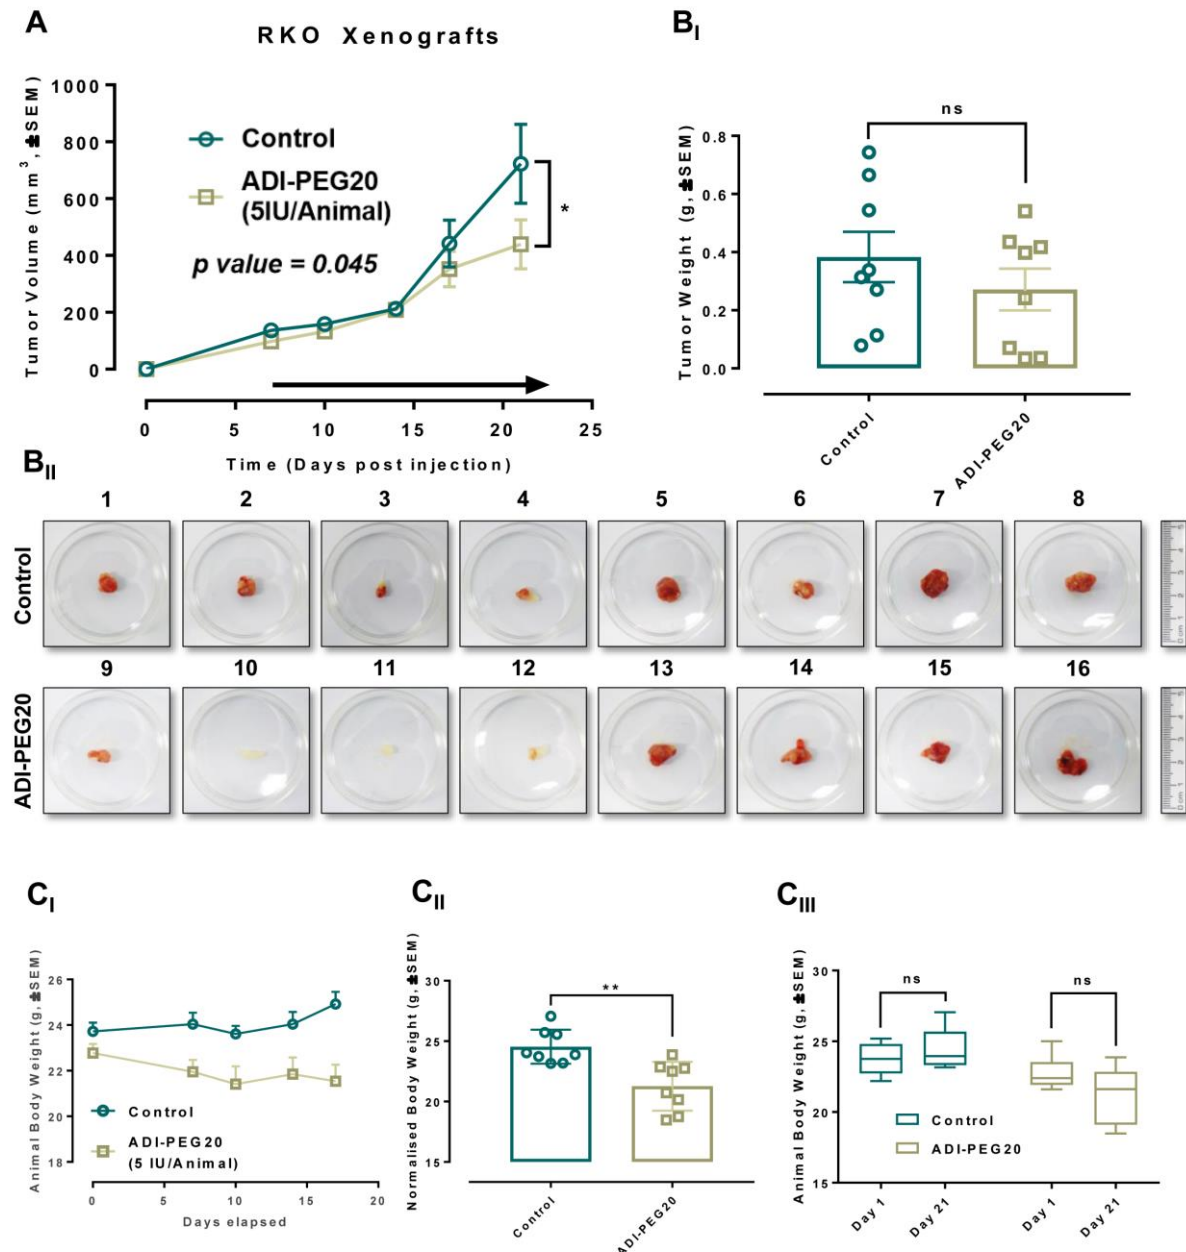 A
RKO Xenografts
Tumor Volume (mm³, ±SEM)
1000
800
600
400
200
0
Control
ADI-PEG20
(5IU/Animal)
p value = 0.045
*
0 5 10 15 20 25
Time (Days post injection)
BI
ns
Tumor Weight (g, ±SEM)
0.8
0.6
0.4
0.2
0.0
Control
ADI-PEG20
BII
1 2 3 4 5 6 7 8
Control
9 10 11 12 13 14 15 16
ADI-PEG20
CI
Animal Body Weight (g, ±SEM)
26
24
22
20
18
Control
ADI-PEG20
(5 IU/Animal)
0 5 10 15 20
Days elapsed
CII
Normalised Body Weight (g, ±SEM)
30
25
20
15
**
Control
ADI-PEG20
CIII
Animal Body Weight (g, ±SEM)
30
25
20
15
ns
ns
Control
ADI-PEG20
Day 1
Day 21
Day 1
Day 21